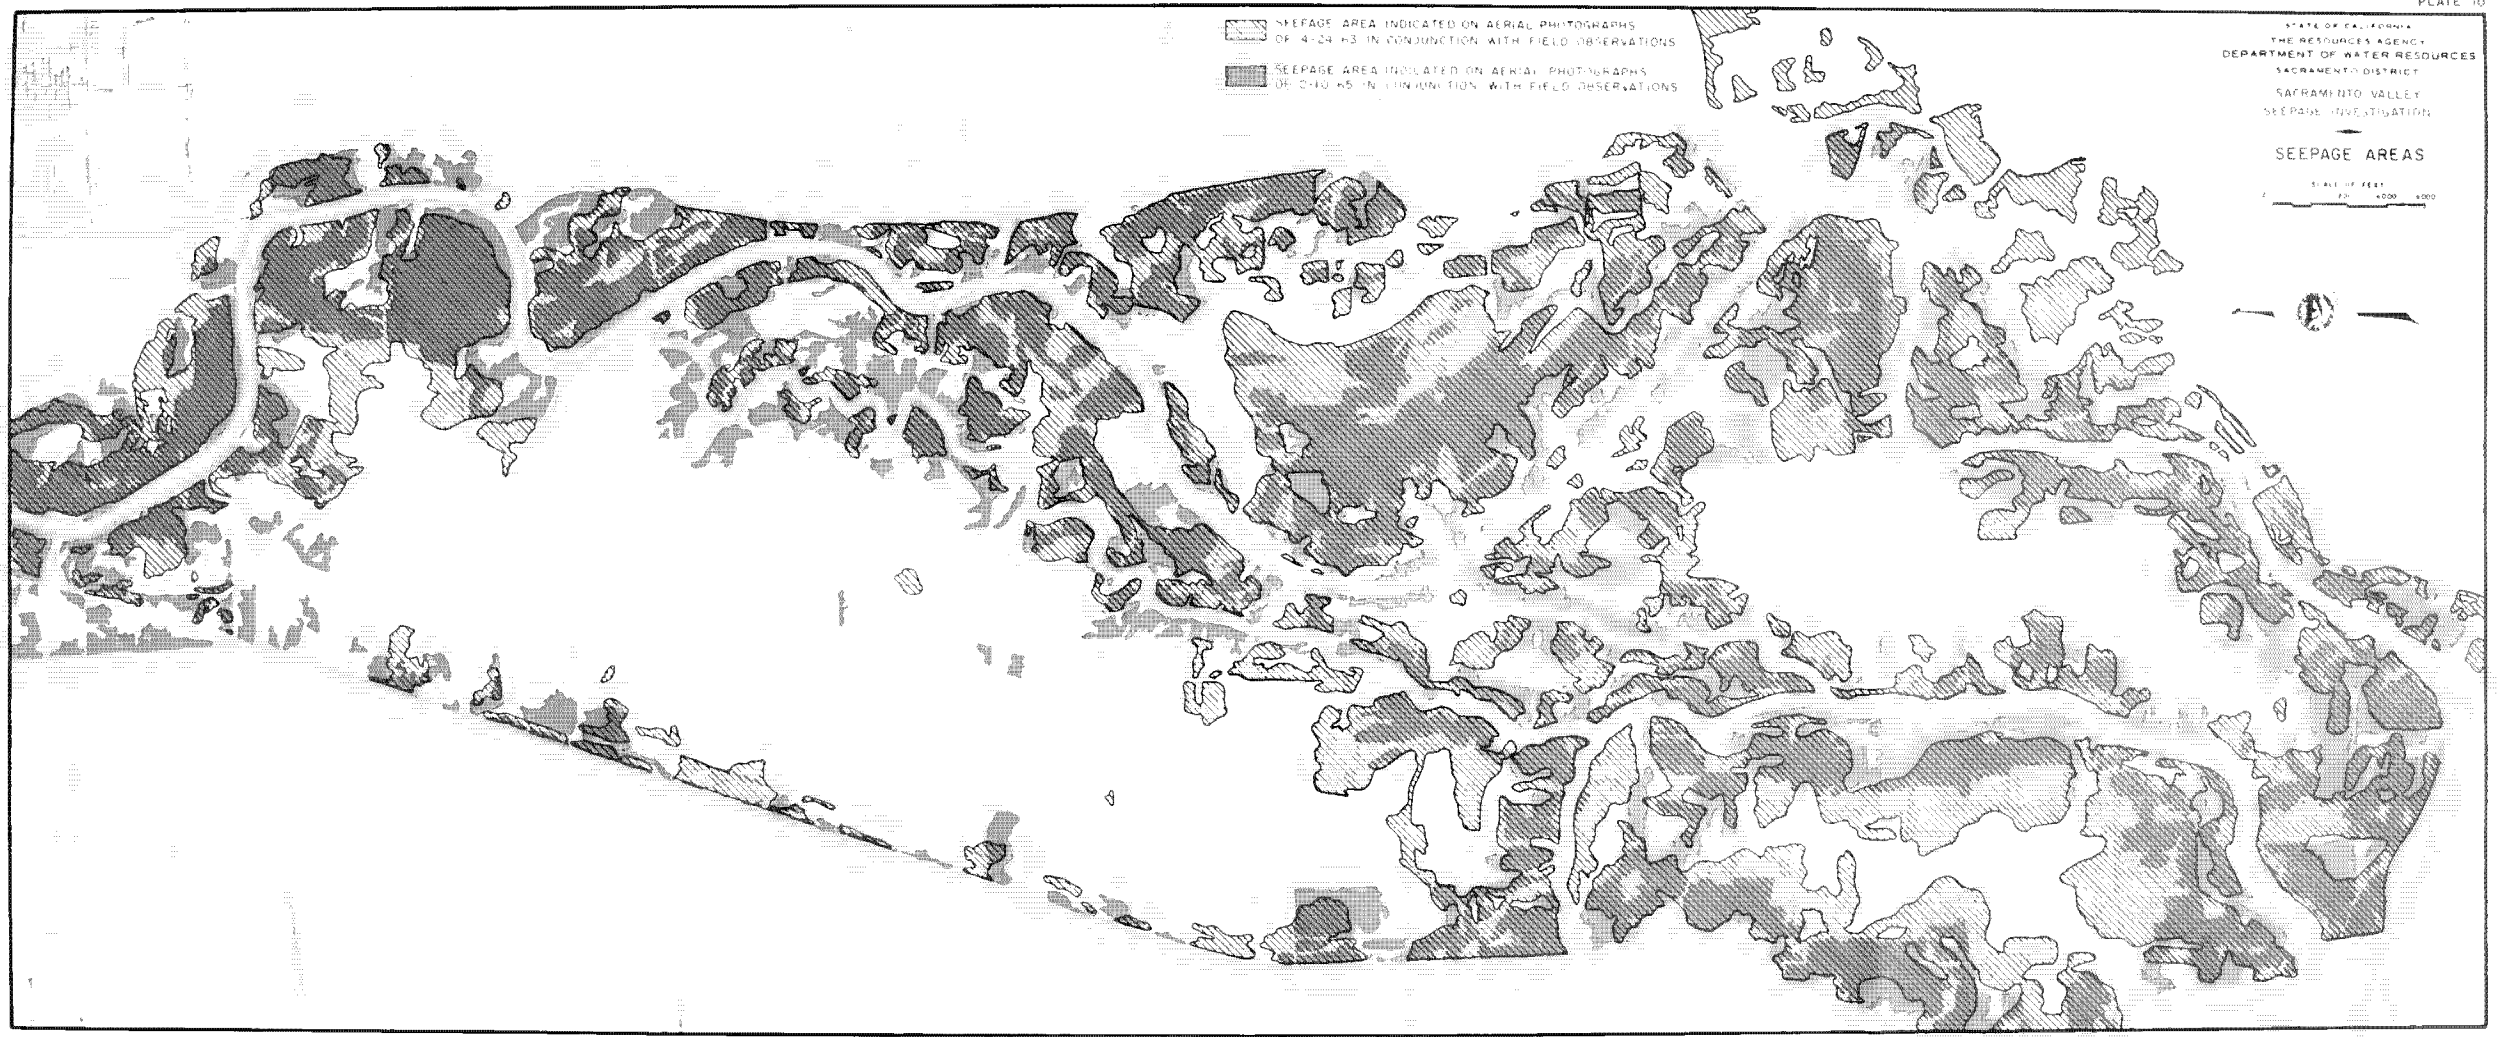 PLATE 10
SEEPAGE AREA INDICATED ON AERIAL PHOTOGRAPHS
OF 4-24-63 IN CONJUNCTION WITH FIELD OBSERVATIONS
SEEPAGE AREA INDICATED ON AERIAL PHOTOGRAPHS
IN CONJUNCTION WITH FIELD OBSERVATIONS
STATE OF CALIFORNIA
THE RESOURCES AGENCY
DEPARTMENT OF WATER RESOURCES
SACRAMENTO DISTRICT
SACRAMENTO VALLEY
SEEPAGE INVESTIGATION
SEEPAGE AREAS
SCALE OF FEET